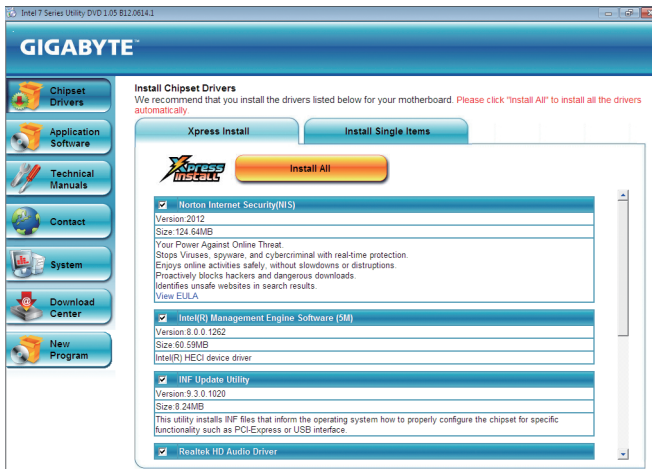 Intel 7 Series Utility DVD 1.05 B12.0614.1
GIGABYTE™
Chipset
Drivers
Application
Software
Technical
Manuals
Contact
System
Download
Center
New
Program
Install Chipset Drivers
We recommend that you install the drivers listed below for your motherboard. Please click "Install All" to install all the drivers
automatically.
Xpress Install
Install Single Items
Xpress
Install
Install All
Norton Internet Security(NIS)
Version:2012
Size:124.64MB
Your Power Against Online Threat.
Stops Viruses, spyware, and cybercriminal with real-time protection.
Enjoys online activities safely, without slowdowns or distruptions.
Proactively blocks hackers and dangerous downloads.
Identifies unsafe websites in search results.
View EULA
Intel(R) Management Engine Software (5M)
Version:8.0.0.1262
Size:60.59MB
Intel(R) HECI device driver
INF Update Utility
Version:9.3.0.1020
Size:8.24MB
This utility installs INF files that inform the operating system how to properly configure the chipset for specific
functionality such as PCI-Express or USB interface.
Realtek HD Audio Driver